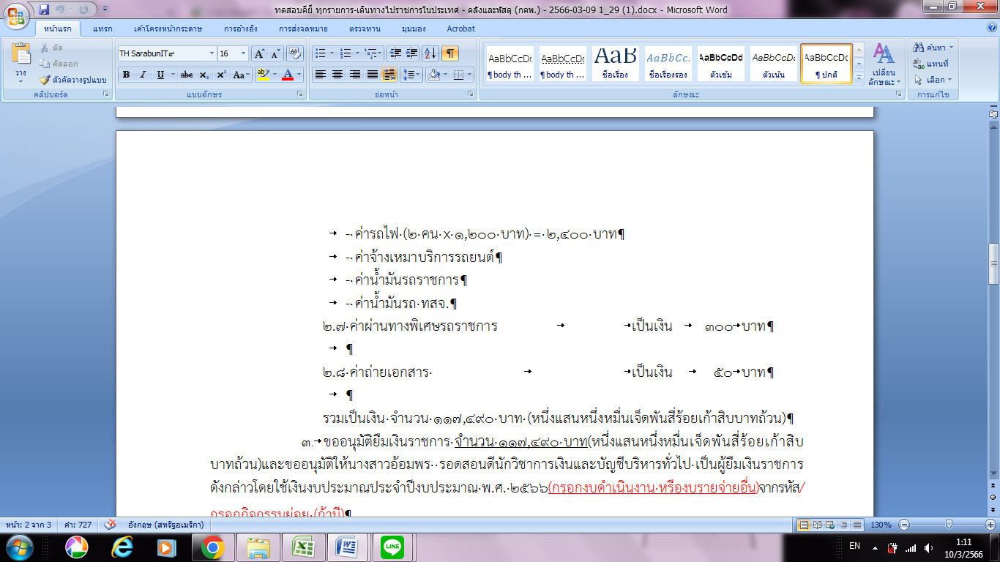 ทดสอบคีย์ ทุกรายการ-เดินทางไปราชการในประเทศ - คลังและพัสดุ (กคพ.) - 2566-03-09 1_29 (1).docx - Microsoft Word
หน้าแรก แทรก เค้าโครงหน้ากระดาษ การอ้างอิง การส่งจดหมาย ตรวจทาน มุมมอง Acrobat
วาง ตัด คัดลอก ตัวคัดวางรูปแบบ
TH SarabunIT๙ 16
AaBbCcDc AaBbCcDc AaB AaBbCc. AaBbCcDd AaBbCcDc AaBbCcDc
¶ body th ... ¶ body th ... ชื่อเรื่อง ชื่อเรื่องรอง ตัวเข้ม ตัวเน้น ¶ ปกติ
เปลี่ยนลักษณะ ค้นหา แทนที่ เลือก
คลิปบอร์ด แบบอักษร ย่อหน้า ลักษณะ การแก้ไข
- ค่ารถไฟ (๒ คน x ๑,๒๐๐ บาท) = ๒,๔๐๐ บาท¶
- ค่าจ้างเหมาบริการรถยนต์¶
- ค่าน้ำมันรถราชการ¶
- ค่าน้ำมันรถ ทสจ.¶
๒.๗ ค่าผ่านทางพิเศษรถราชการ เป็นเงิน ๓๐๐ บาท¶
¶
๒.๘ ค่าถ่ายเอกสาร เป็นเงิน ๕๐ บาท¶
¶
รวมเป็นเงิน จำนวน ๑๑๗,๔๙๐ บาท (หนึ่งแสนหนึ่งหมื่นเจ็ดพันสี่ร้อยเก้าสิบบาทถ้วน)¶
๓. ขออนุมัติยืมเงินราชการ จำนวน ๑๑๗,๔๙๐ บาท(หนึ่งแสนหนึ่งหมื่นเจ็ดพันสี่ร้อยเก้าสิบ
บาทถ้วน)และขออนุมัติให้นางสาวอ้อมพร  รอดสอนดีนักวิชาการเงินและบัญชีบริหารทั่วไป เป็นผู้ยืมเงินราชการ
ดังกล่าวโดยใช้เงินงบประมาณประจำปีงบประมาณ พ.ศ. ๒๕๖๖(กรอกงบดำเนินงาน หรืองบรายจ่ายอื่น)จากรหัส/
กรอกกิจกรรมย่อย (ถ้ามี)¶
หน้า: 2 จาก 3 คำ: 727 อังกฤษ (สหรัฐอเมริกา) 130%
LINE EN 1:11
10/3/2566